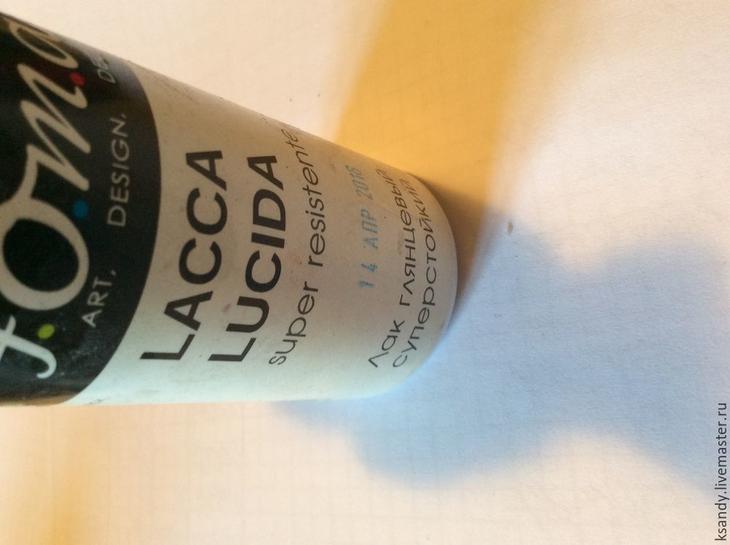 ART. DESIGN.
LACCA
LUCIDA
super resistente
14 АПР 2016
Лак глянцевый
суперстойкий
ksandy.livemaster.ru